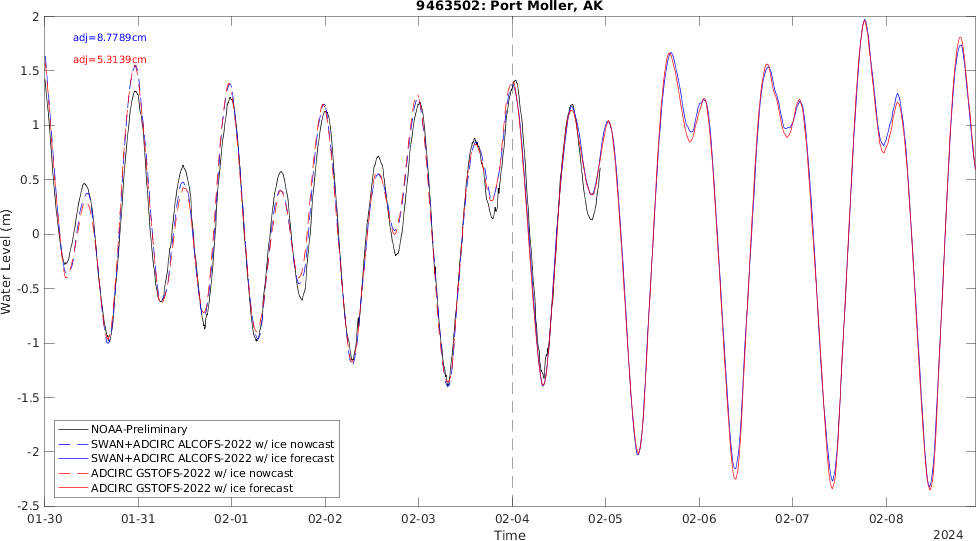 9463502: Port Moller, AK
adj=8.7789cm
adj=5.3139cm
2
1.5
1
0.5
0
-0.5
-1
-1.5
-2
-2.5
Water Level (m)
NOAA-Preliminary
SWAN+ADCIRC ALCOFS-2022 w/ ice nowcast
SWAN+ADCIRC ALCOFS-2022 w/ ice forecast
ADCIRC GSTOFS-2022 w/ ice nowcast
ADCIRC GSTOFS-2022 w/ ice forecast
01-30 01-31 02-01 02-02 02-03 02-04 02-05 02-06 02-07 02-08
Time
2024